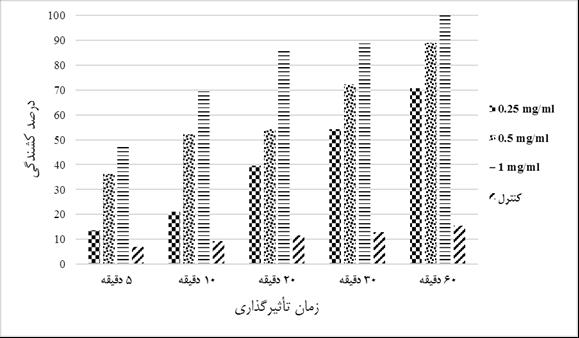 100
90
80
70
60
50
40
30
20
10
0
درصد کشندگی
۵ دقیقه
۱۰ دقیقه
۲۰ دقیقه
۳۰ دقیقه
۶۰ دقیقه
زمان تأثیرگذاری
0.25 mg/ml
0.5 mg/ml
1 mg/ml
کنترل